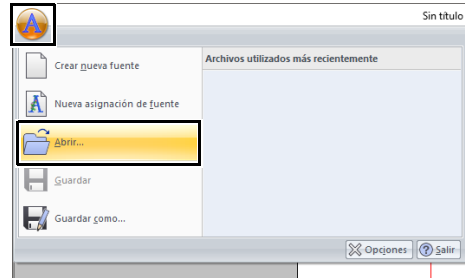 Sin título
A
Crear nueva fuente
Archivos utilizados más recientemente
A
Nueva asignación de fuente
Abrir...
Guardar
Guardar como...
Opciones
? Salir